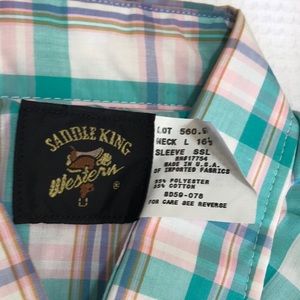 SADDLE KING
Western
®
LOT 560.9
NECK L 16½
SLEEVE SSL
RN#17754
MADE IN U.S.A.
OF IMPORTED FABRICS
65% POLYESTER
35% COTTON
BD59-078
FOR CARE SEE REVERSE